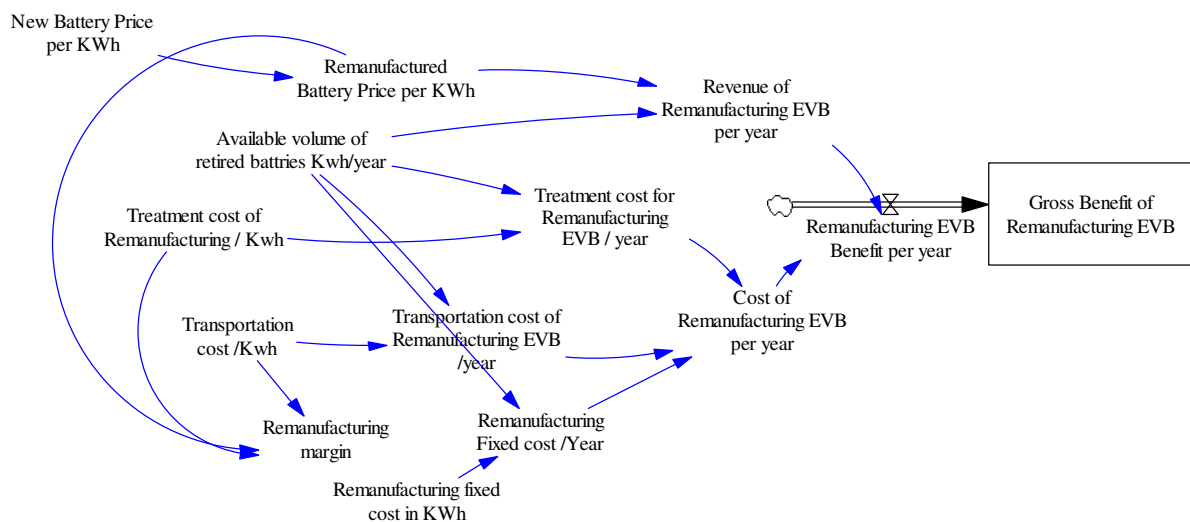 New Battery Price
per KWh
Remanufactured
Battery Price per KWh
Revenue of
Remanufacturing EVB
per year
Available volume of
retired battries Kwh/year
Treatment cost for
Remanufacturing
EVB / year
Treatment cost of
Remanufacturing / Kwh
Remanufacturing EVB
Benefit per year
Gross Benefit of
Remanufacturing EVB
Cost of
Remanufacturing EVB
per year
Transportation
cost /Kwh
Transportation cost of
Remanufacturing EVB
/year
Remanufacturing
margin
Remanufacturing
Fixed cost /Year
Remanufacturing fixed
cost in KWh